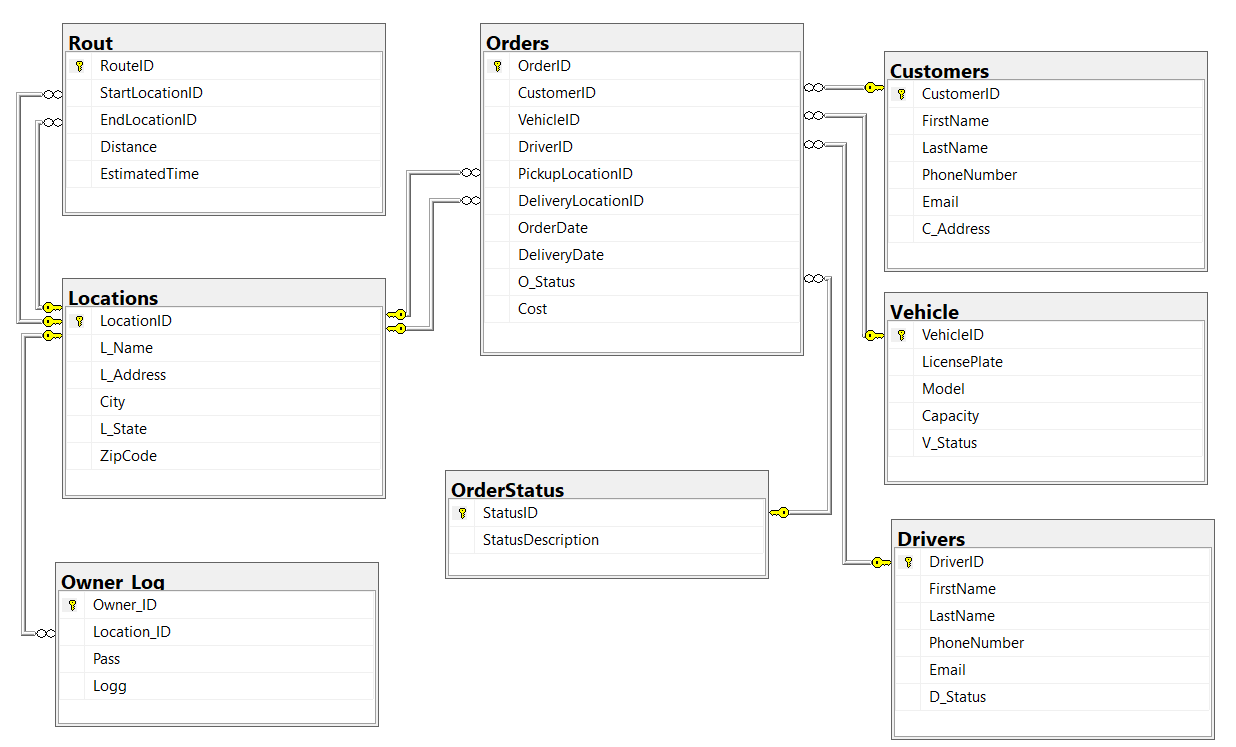 Rout
RouteID
StartLocationID
EndLocationID
Distance
EstimatedTime
Locations
LocationID
L_Name
L_Address
City
L_State
ZipCode
Owner_Log
Owner_ID
Location_ID
Pass
Logg
Orders
OrderID
CustomerID
VehicleID
DriverID
PickupLocationID
DeliveryLocationID
OrderDate
DeliveryDate
O_Status
Cost
OrderStatus
StatusID
StatusDescription
Customers
CustomerID
FirstName
LastName
PhoneNumber
Email
C_Address
Vehicle
VehicleID
LicensePlate
Model
Capacity
V_Status
Drivers
DriverID
FirstName
LastName
PhoneNumber
Email
D_Status